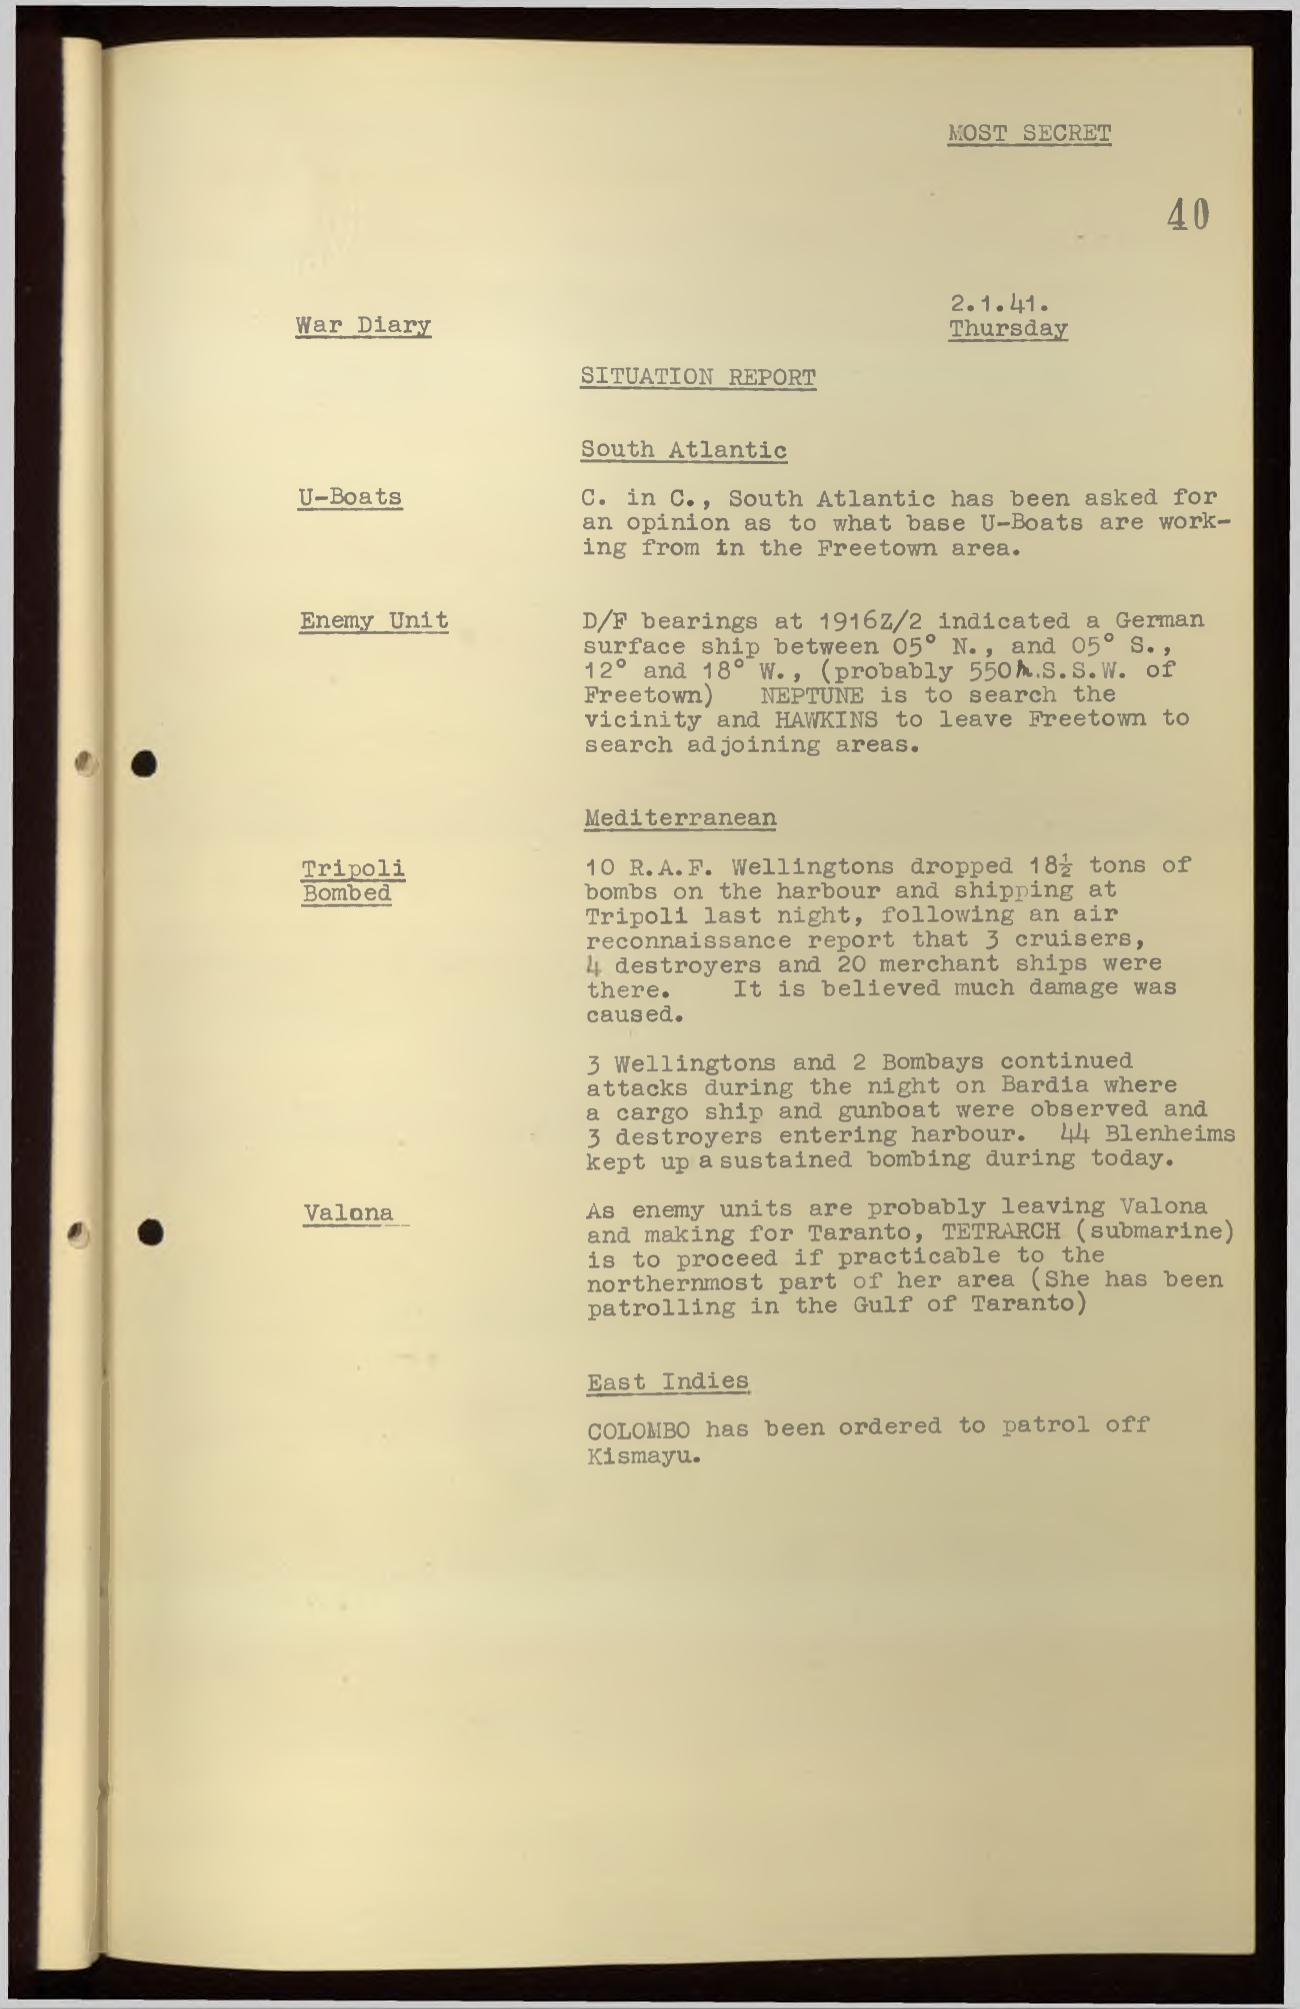 MOST SECRET
40
2.1.41.
War Diary
Thursday
SITUATION REPORT
South Atlantic
U-Boats
C. in C., South Atlantic has been asked for
an opinion as to what base U-Boats are work-
ing from in the Freetown area.
Enemy Unit
D/F bearings at 1916Z/2 indicated a German
surface ship between 05° N., and 05° S.,
12° and 18° W., (probably 550 .S.S.W. of
Freetown) NEPTUNE is to search the
vicinity and HAWKINS to leave Freetown to
search adjoining areas.
Mediterranean
Tripoli
Bombed
10 R.A.F. Wellingtons dropped 18½ tons of
bombs on the harbour and shipping at
Tripoli last night, following an air
reconnaissance report that 3 cruisers,
4 destroyers and 20 merchant ships were
there. It is believed much damage was
caused.
3 Wellingtons and 2 Bombays continued
attacks during the night on Bardia where
a cargo ship and gunboat were observed and
3 destroyers entering harbour. 44 Blenheims
kept up a sustained bombing during today.
Valona
As enemy units are probably leaving Valona
and making for Taranto, TETRARCH (submarine)
is to proceed if practicable to the
northernmost part of her area (She has been
patrolling in the Gulf of Taranto)
East Indies
COLOMBO has been ordered to patrol off
Kismayu.